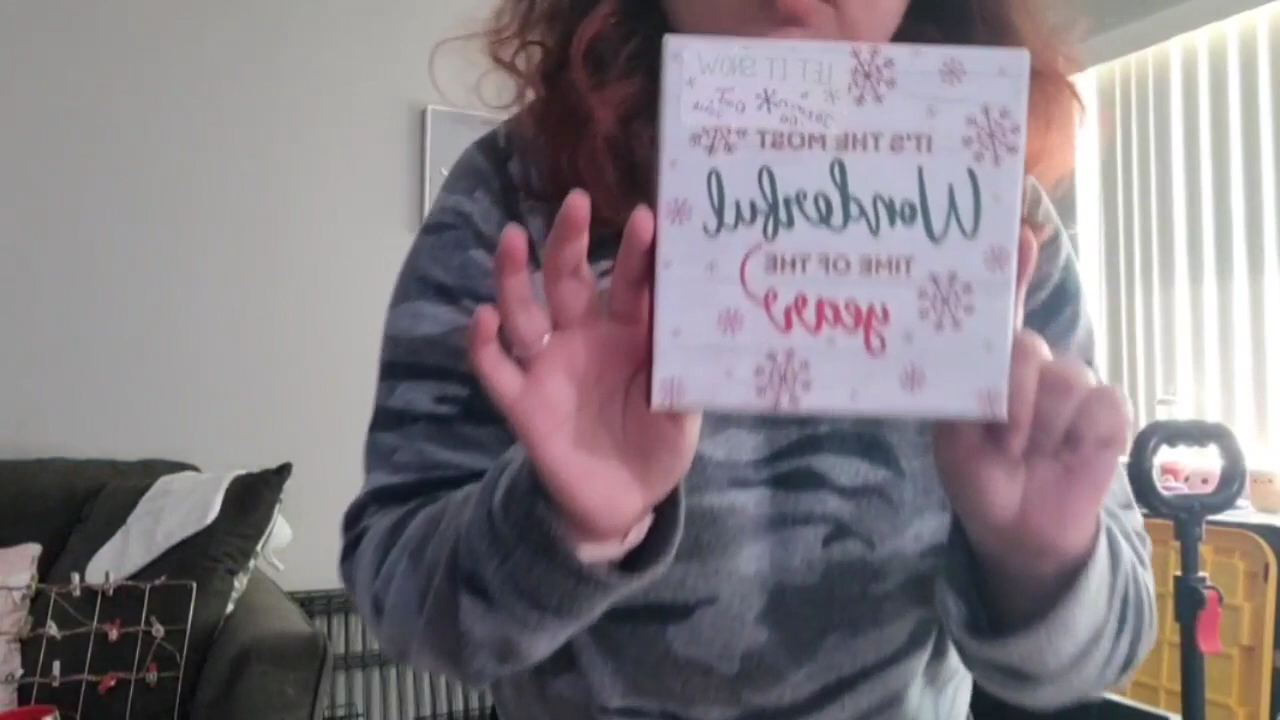 LET IT SNOW
IT'S THE MOST
Wonderful
TIME OF THE
year